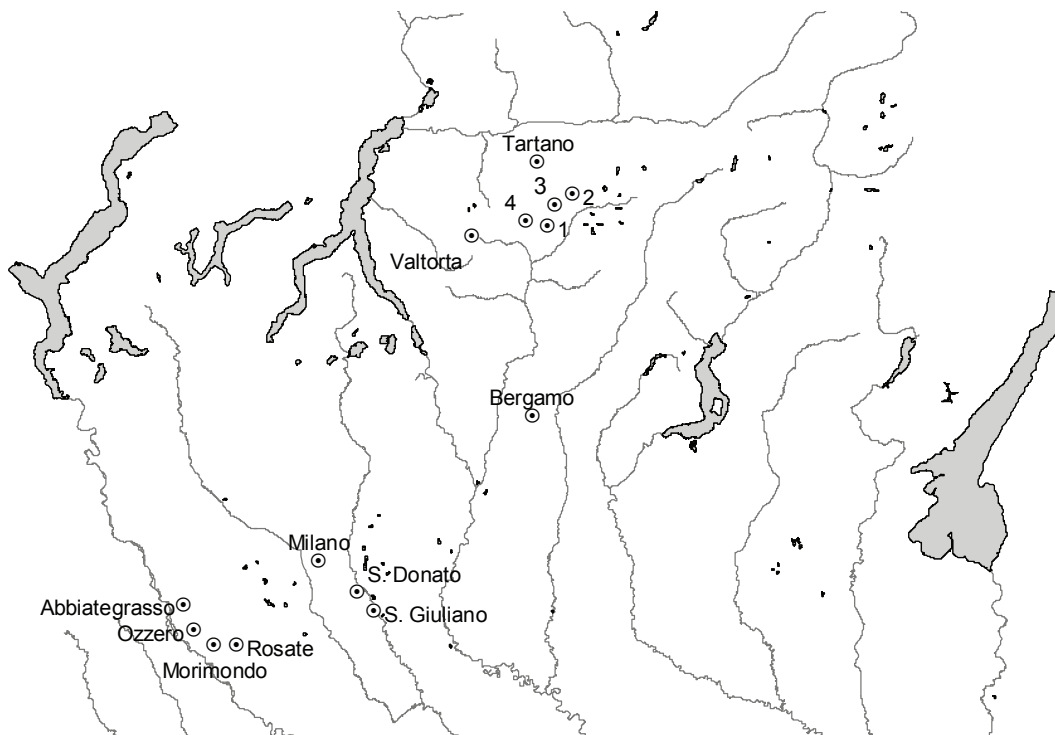 Tartano
3
2
4
1
Valtorta
Bergamo
Milano
S. Donato
Abbiategrasso
S. Giuliano
Ozzero
Rosate
Morimondo